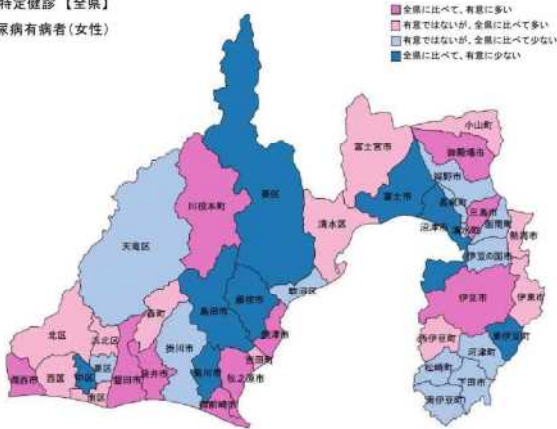 特定健診【全県】
尿病有病者(女性)
全県に比べて、有意に多い
有意ではないが、全県に比べて多い
有意ではないが、全県に比べて少ない
全県に比べて、有意に少ない
小山町
御殿場市
富士宮市
裾野市
富士市
長泉町
三島市
函南町
沼津市
清水町
熱海市
伊豆の国市
葵区
川根本町
清水区
天竜区
駿河区
伊豆市
伊東市
島田市
藤枝市
森町
焼津市
西伊豆町
東伊豆町
北区
浜北区
掛川市
吉田町
河津町
松崎町
下田市
南伊豆町
湖西市
西区
中区
東区
南区
磐田市
袋井市
菊川市
牧之原市
御前崎市